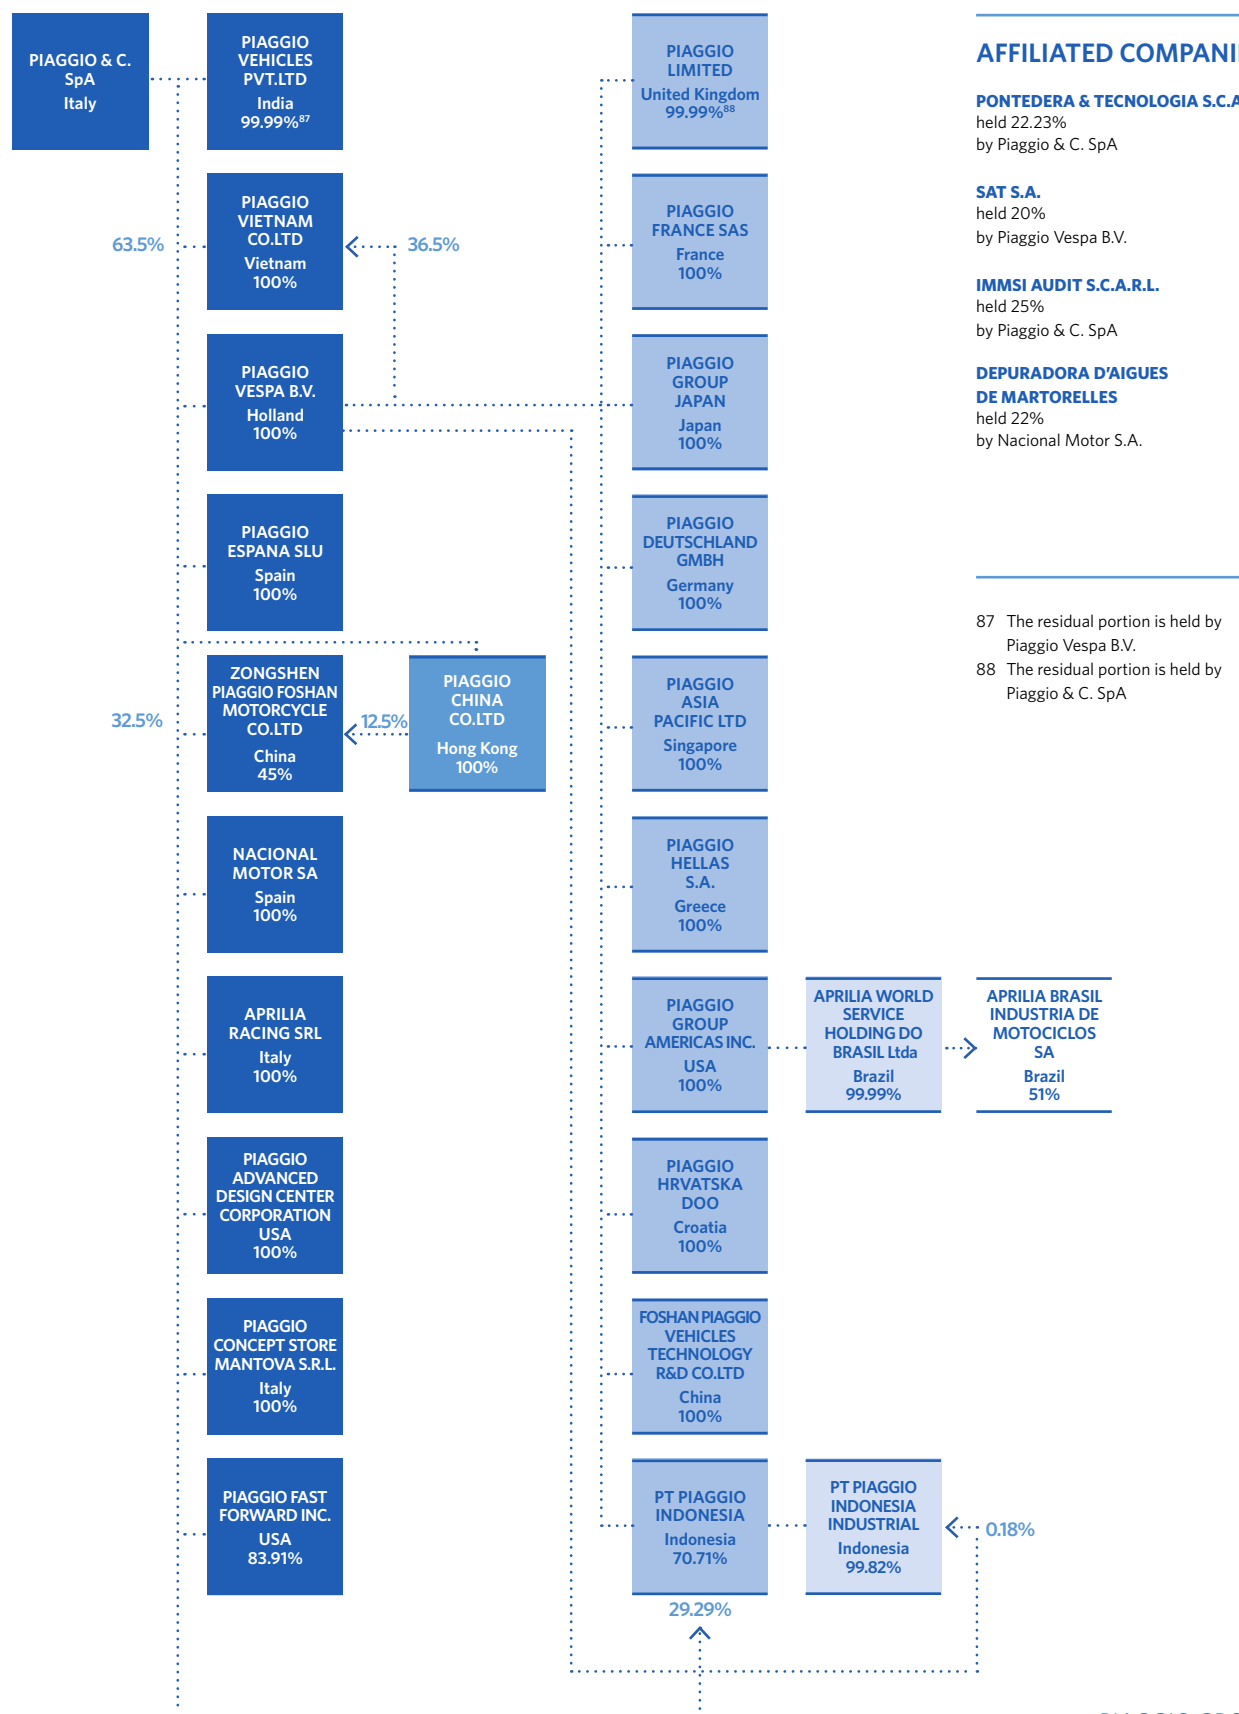 PIAGGIO & C.
SpA
Italy
PIAGGIO
VEHICLES
PVT.LTD
India
99.99%87
63.5%
PIAGGIO
VIETNAM
CO.LTD
Vietnam
100%
36.5%
PIAGGIO
VESPA B.V.
Holland
100%
PIAGGIO
ESPANA SLU
Spain
100%
32.5%
ZONGSHEN
PIAGGIO FOSHAN
MOTORCYCLE
CO.LTD
China
45%
12.5%
PIAGGIO
CHINA
CO.LTD
Hong Kong
100%
NACIONAL
MOTOR SA
Spain
100%
APRILIA
RACING SRL
Italy
100%
PIAGGIO
ADVANCED
DESIGN CENTER
CORPORATION
USA
100%
PIAGGIO
CONCEPT STORE
MANTOVA S.R.L.
Italy
100%
PIAGGIO FAST
FORWARD INC.
USA
83.91%
PIAGGIO
LIMITED
United Kingdom
99.99%88
PIAGGIO
FRANCE SAS
France
100%
PIAGGIO
GROUP
JAPAN
Japan
100%
PIAGGIO
DEUTSCHLAND
GMBH
Germany
100%
PIAGGIO
ASIA
PACIFIC LTD
Singapore
100%
PIAGGIO
HELLAS
S.A.
Greece
100%
PIAGGIO
GROUP
AMERICAS INC.
USA
100%
APRILIA WORLD
SERVICE
HOLDING DO
BRASIL Ltda
Brazil
99.99%
APRILIA BRASIL
INDUSTRIA DE
MOTOCICLOS
SA
Brazil
51%
PIAGGIO
HRVATSKA
DOO
Croatia
100%
FOSHAN PIAGGIO
VEHICLES
TECHNOLOGY
R&D CO.LTD
China
100%
PT PIAGGIO
INDONESIA
Indonesia
70.71%
29.29%
PT PIAGGIO
INDONESIA
INDUSTRIAL
Indonesia
99.82%
0.18%
AFFILIATED COMPANI
PONTEDERA & TECNOLOGIA S.C.A
held 22.23%
by Piaggio & C. SpA
SAT S.A.
held 20%
by Piaggio Vespa B.V.
IMMSI AUDIT S.C.A.R.L.
held 25%
by Piaggio & C. SpA
DEPURADORA D'AIGUES
DE MARTORELLES
held 22%
by Nacional Motor S.A.
87 The residual portion is held by
Piaggio Vespa B.V.
88 The residual portion is held by
Piaggio & C. SpA